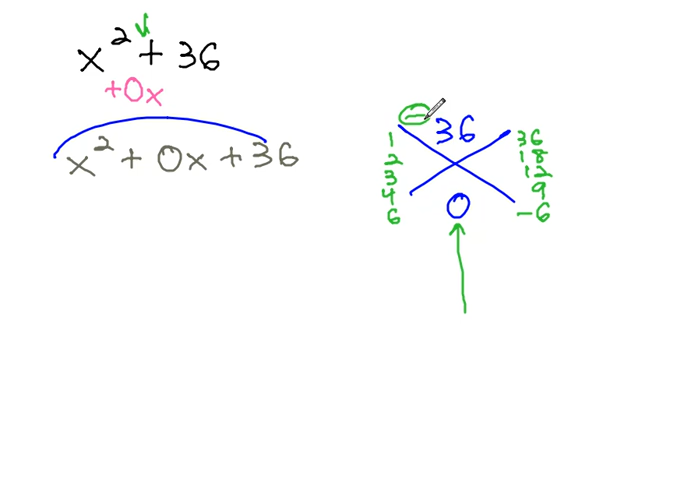 x² + 36
+0x
x² + 0x + 36
− 36
1 36
2 18
3 12
4 9
6 −6
0